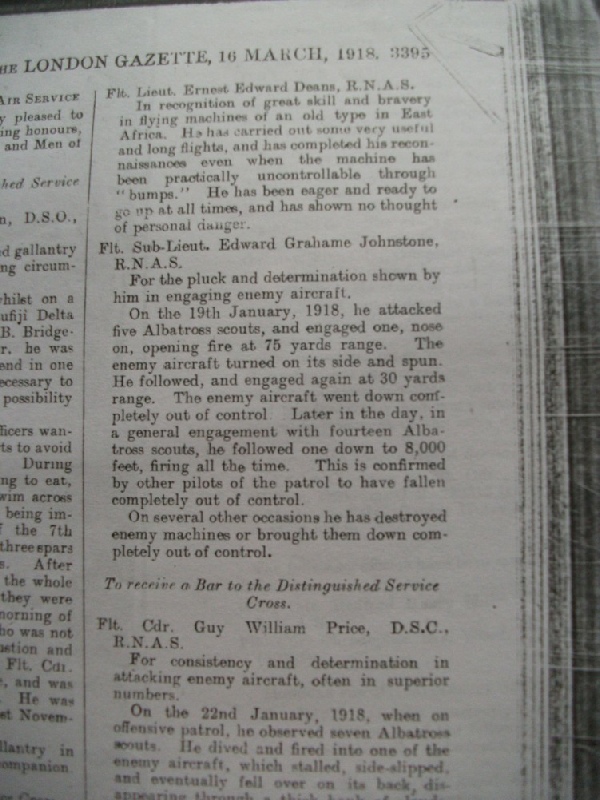 THE LONDON GAZETTE, 16 MARCH, 1918. 3395
AIR SERVICE
pleased to
ing honours,
and Men of
hed Service
n, D.S.O.,
d gallantry
ng circum-
whilst on a
ufiji Delta
B. Bridge-
r. he was
end in one
ecessary to
possibility
ficers wan-
ts to avoid
During
ng to eat,
wim across
being im-
f the 7th
three spars
s. After
the whole
they were
morning of
ho was not
stion and
Flt. Cdr.
, and was
He was
st Novem-
llantry in
ompanion
Flt. Lieut. Ernest Edward Deans, R.N.A.S.
In recognition of great skill and bravery
in flying machines of an old type in East
Africa. He has carried out some very useful
and long flights, and has completed his recon-
naissances even when the machine has
been practically uncontrollable through
"bumps." He has been eager and ready to
go up at all times, and has shown no thought
of personal danger.
Flt. Sub-Lieut. Edward Grahame Johnstone,
R.N.A.S.
For the pluck and determination shown by
him in engaging enemy aircraft.
On the 19th January, 1918, he attacked
five Albatross scouts, and engaged one, nose
on, opening fire at 75 yards range. The
enemy aircraft turned on its side and spun.
He followed, and engaged again at 30 yards
range. The enemy aircraft went down com-
pletely out of control. Later in the day, in
a general engagement with fourteen Alba-
tross scouts, he followed one down to 8,000
feet, firing all the time. This is confirmed
by other pilots of the patrol to have fallen
completely out of control.
On several other occasions he has destroyed
enemy machines or brought them down com-
pletely out of control.
To receive a Bar to the Distinguished Service
Cross.
Flt. Cdr. Guy William Price, D.S.C.,
R.N.A.S.
For consistency and determination in
attacking enemy aircraft, often in superior
numbers.
On the 22nd January, 1918, when on
offensive patrol, he observed seven Albatross
scouts. He dived and fired into one of the
enemy aircraft, which stalled, side-slipped,
and eventually fell over on its back, dis-
appearing through a thick bank of